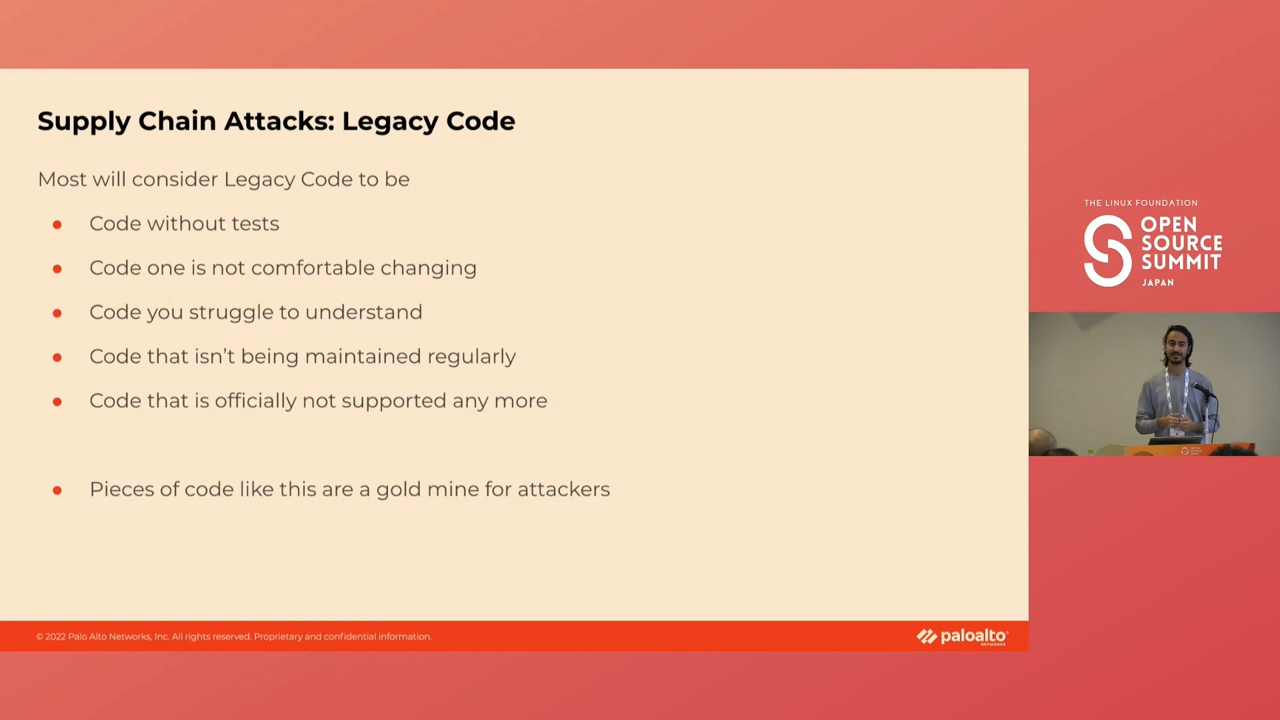 Supply Chain Attacks: Legacy Code
Most will consider Legacy Code to be
Code without tests
Code one is not comfortable changing
Code you struggle to understand
Code that isn't being maintained regularly
Code that is officially not supported any more
Pieces of code like this are a gold mine for attackers
© 2022 Palo Alto Networks, Inc. All rights reserved. Proprietary and confidential information.
paloalto
NETWORKS
THE LINUX FOUNDATION
OPEN
SOURCE
SUMMIT
JAPAN